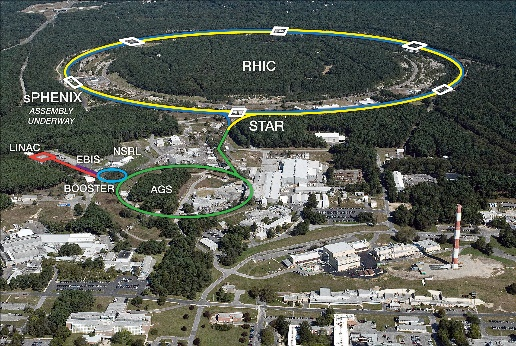 RHIC
sPHENIX
ASSEMBLY
UNDERWAY
STAR
LINAC
EBIS
NSRL
BOOSTER
AGS